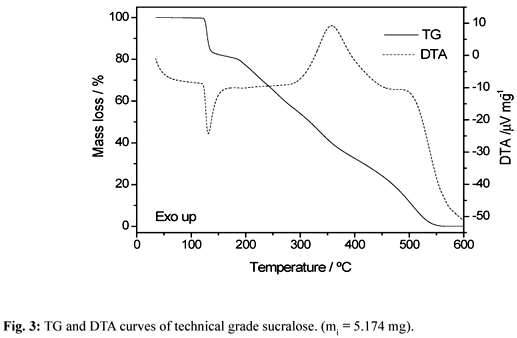 100
80
60
40
20
0
Mass loss / %
TG
DTA
10
0
-10
-20
-30
-40
-50
DTA /µV mg⁻¹
Exo up
0 100 200 300 400 500 600
Temperature / ºC
Fig. 3: TG and DTA curves of technical grade sucralose. (mᵢ = 5.174 mg).